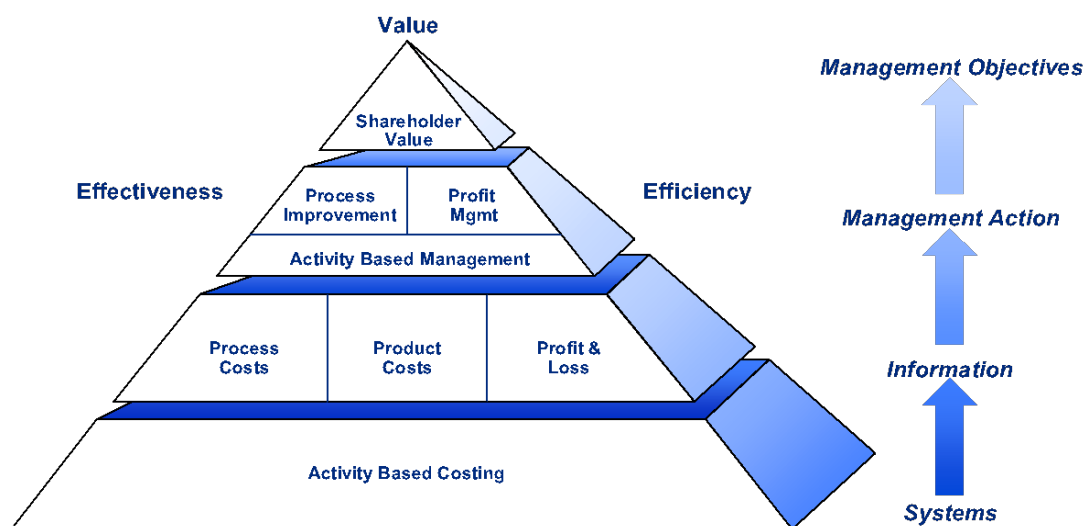 Value
Management Objectives
Shareholder
Value
Effectiveness
Efficiency
Process
Improvement
Profit
Mgmt
Management Action
Activity Based Management
Process
Costs
Product
Costs
Profit &
Loss
Information
Activity Based Costing
Systems